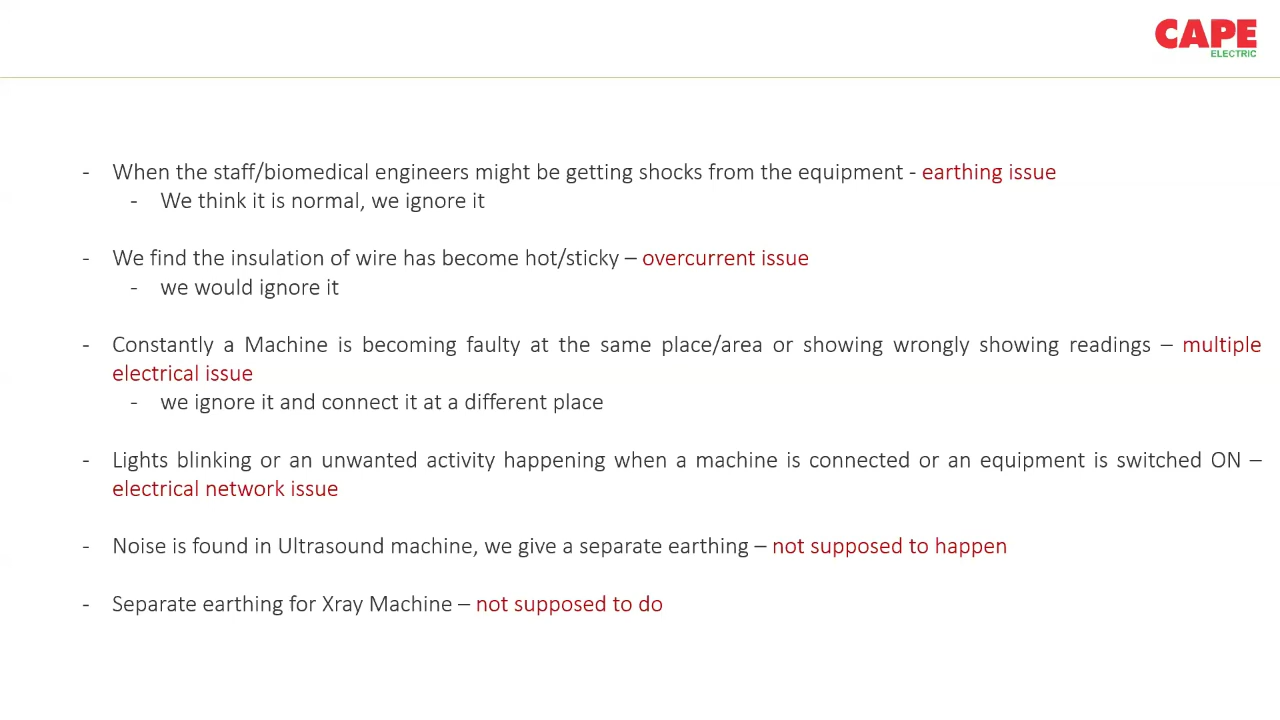 CAPE
ELECTRIC
- When the staff/biomedical engineers might be getting shocks from the equipment - earthing issue
- We think it is normal, we ignore it
- We find the insulation of wire has become hot/sticky – overcurrent issue
- we would ignore it
- Constantly a Machine is becoming faulty at the same place/area or showing wrongly showing readings – multiple
electrical issue
- we ignore it and connect it at a different place
- Lights blinking or an unwanted activity happening when a machine is connected or an equipment is switched ON –
electrical network issue
- Noise is found in Ultrasound machine, we give a separate earthing – not supposed to happen
- Separate earthing for Xray Machine – not supposed to do